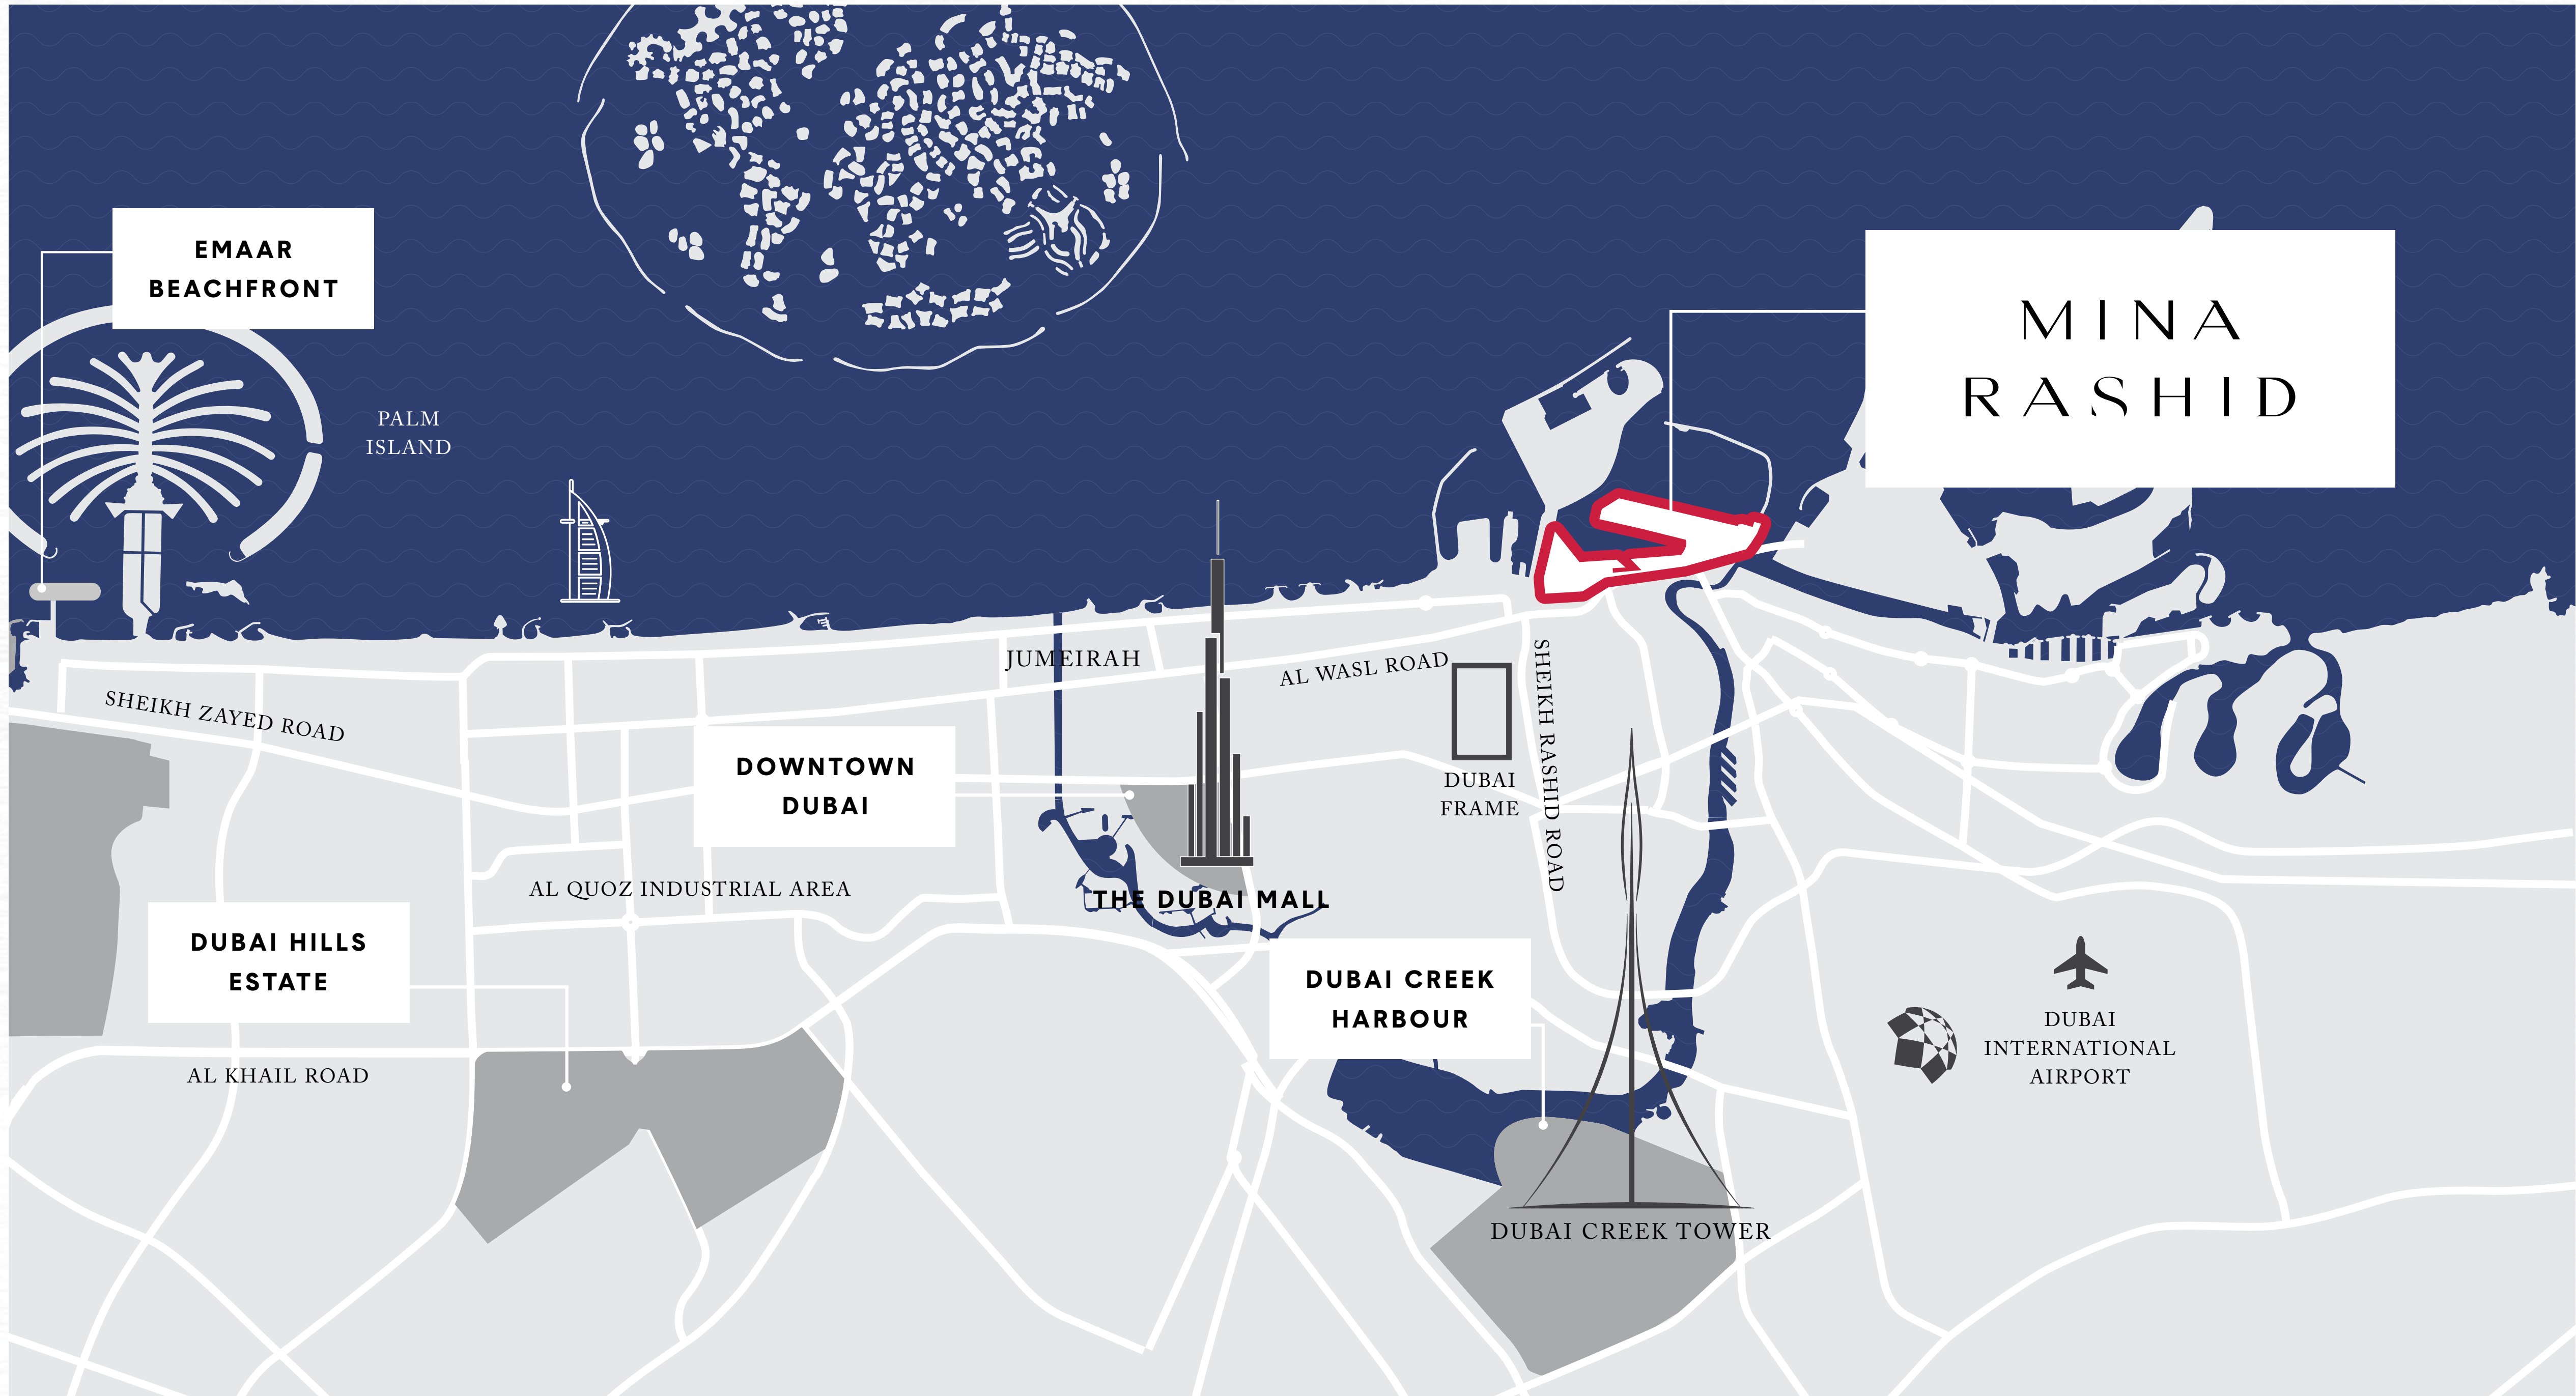 EMAAR
BEACHFRONT
MINA
RASHID
PALM
ISLAND
JUMEIRAH
AL WASL ROAD
SHEIKH ZAYED ROAD
SHEIKH RASHID ROAD
DOWNTOWN
DUBAI
DUBAI
FRAME
AL QUOZ INDUSTRIAL AREA
THE DUBAI MALL
DUBAI HILLS
ESTATE
DUBAI CREEK
HARBOUR
DUBAI
INTERNATIONAL
AIRPORT
AL KHAIL ROAD
DUBAI CREEK TOWER